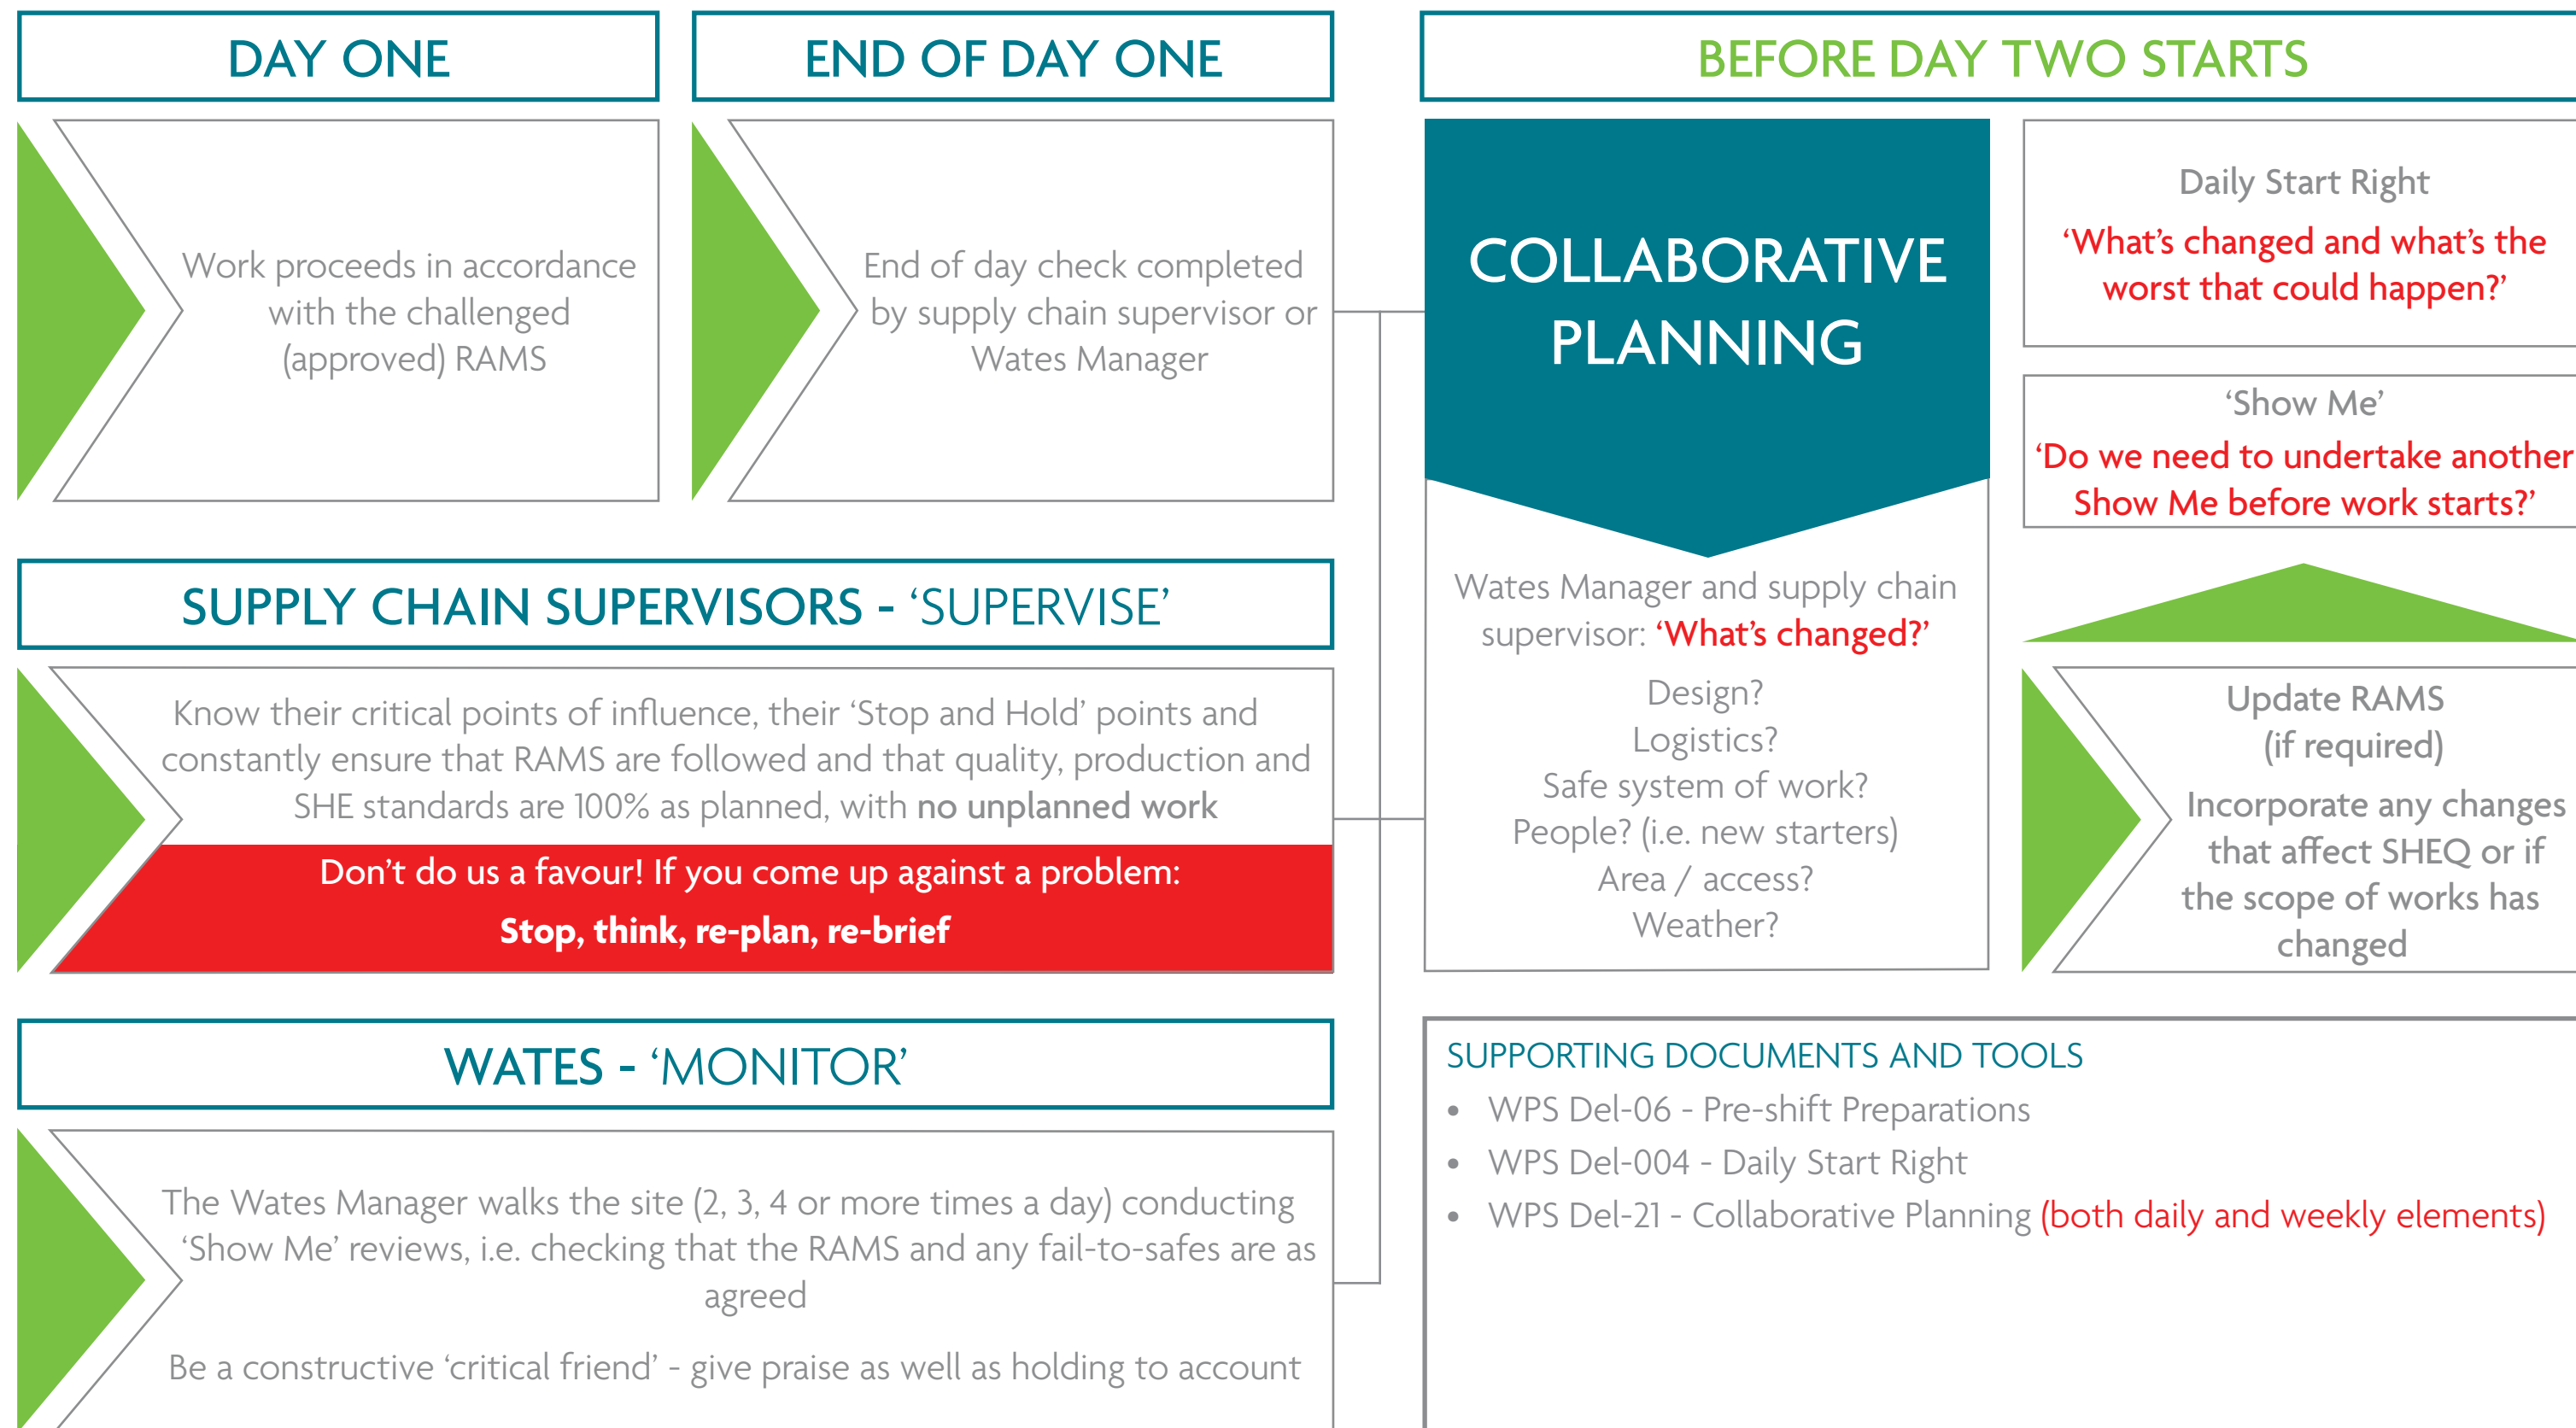 DAY ONE
Work proceeds in accordance
with the challenged
(approved) RAMS
END OF DAY ONE
End of day check completed
by supply chain supervisor or
Wates Manager
SUPPLY CHAIN SUPERVISORS - ‘SUPERVISE’
Know their critical points of influence, their ‘Stop and Hold’ points and
constantly ensure that RAMS are followed and that quality, production and
SHE standards are 100% as planned, with no unplanned work
Don’t do us a favour! If you come up against a problem:
Stop, think, re-plan, re-brief
WATES - ‘MONITOR’
The Wates Manager walks the site (2, 3, 4 or more times a day) conducting
‘Show Me’ reviews, i.e. checking that the RAMS and any fail-to-safes are as
agreed
Be a constructive ‘critical friend’ - give praise as well as holding to account
BEFORE DAY TWO STARTS
COLLABORATIVE
PLANNING
Wates Manager and supply chain
supervisor: ‘What’s changed?’
Design?
Logistics?
Safe system of work?
People? (i.e. new starters)
Area / access?
Weather?
Daily Start Right
‘What’s changed and what’s the
worst that could happen?’
‘Show Me’
‘Do we need to undertake another
Show Me before work starts?’
Update RAMS
(if required)
Incorporate any changes
that affect SHEQ or if
the scope of works has
changed
SUPPORTING DOCUMENTS AND TOOLS
• WPS Del-06 - Pre-shift Preparations
• WPS Del-004 - Daily Start Right
• WPS Del-21 - Collaborative Planning (both daily and weekly elements)